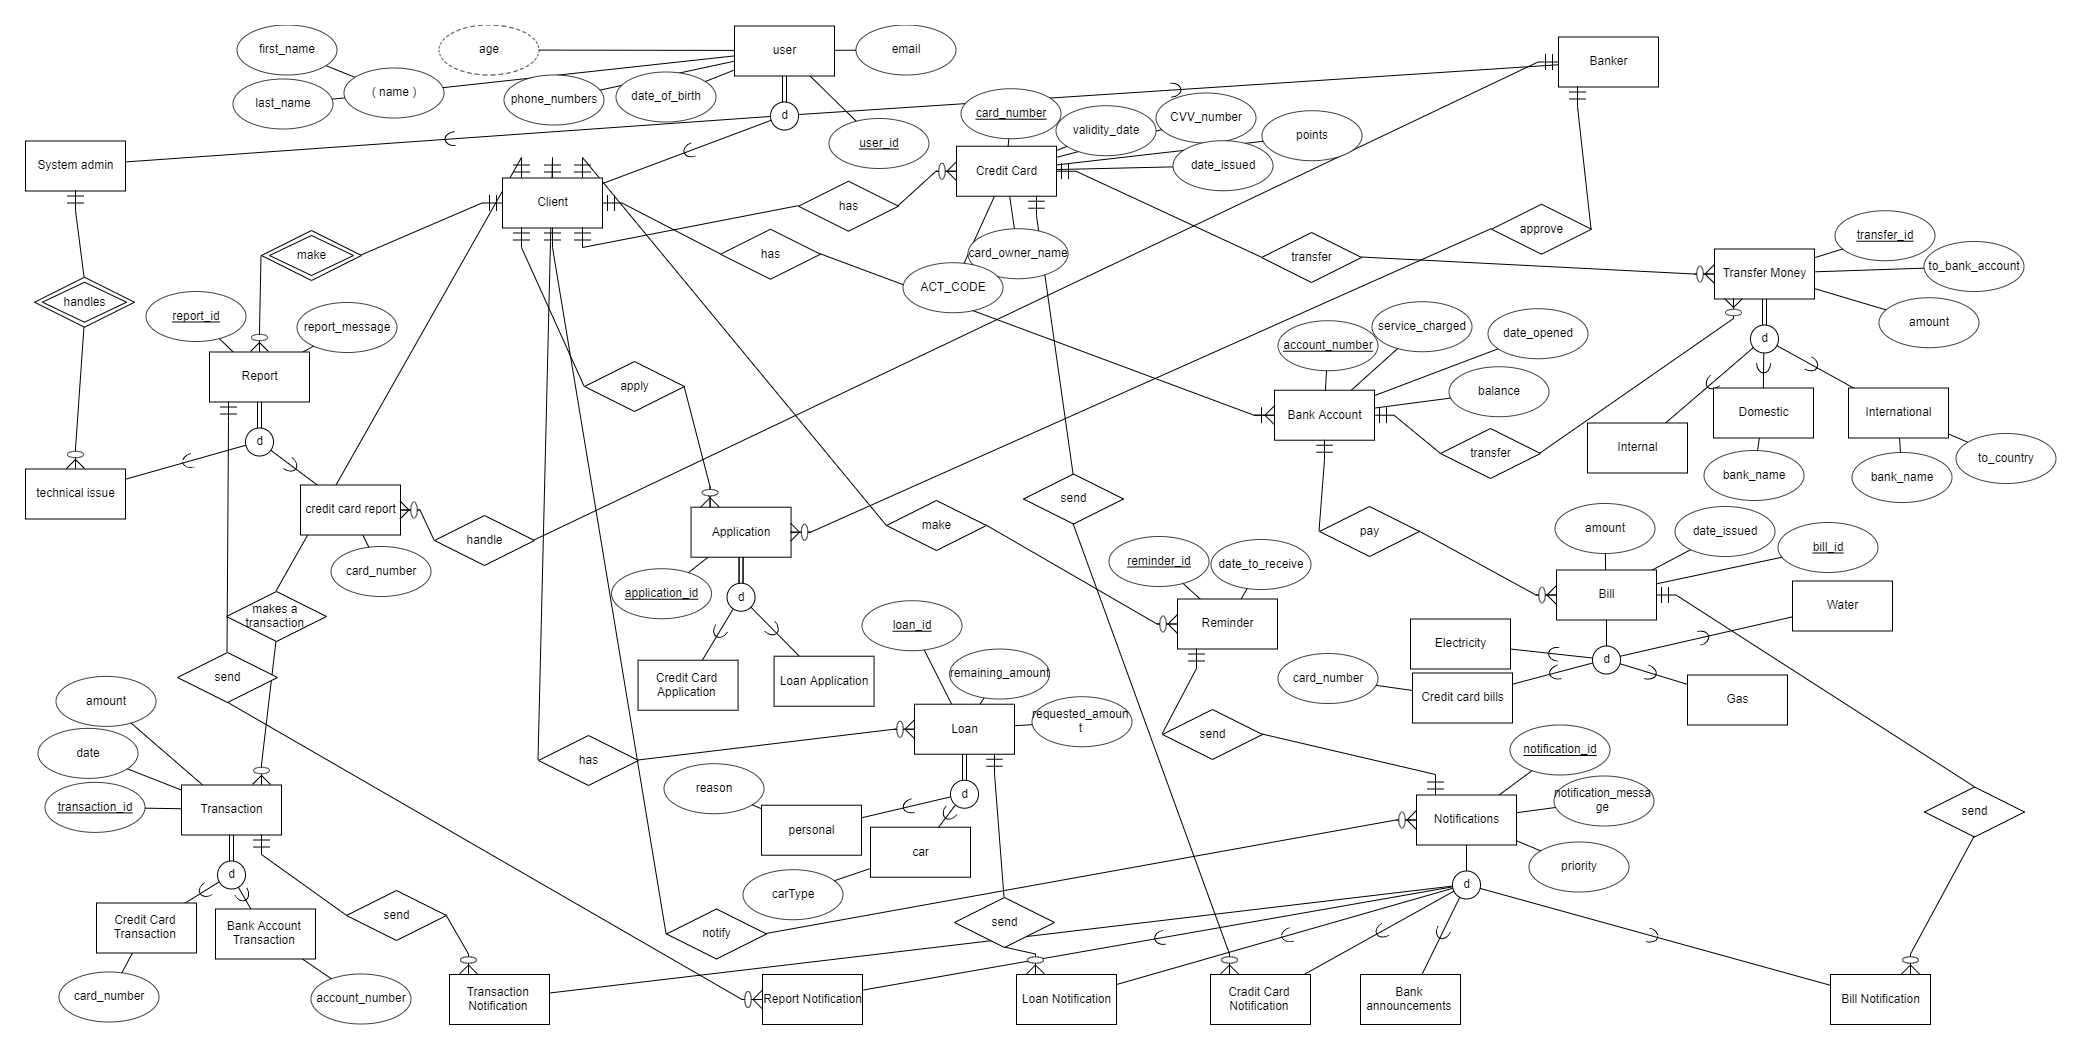 first_name
age
user
email
Banker
last_name
( name )
phone_numbers
date_of_birth
d
user_id
card_number
validity_date
CVV_number
points
date_issued
System admin
Client
has
Credit Card
make
has
card_owner_name
ACT_CODE
transfer
approve
transfer_id
to_bank_account
Transfer Money
amount
handles
report_id
report_message
Report
d
apply
account_number
service_charged
date_opened
balance
Bank Account
d
Internal
Domestic
International
bank_name
bank_name
to_country
transfer
technical issue
credit card report
card_number
handle
Application
application_id
d
make
send
reminder_id
date_to_receive
Reminder
pay
amount
date_issued
bill_id
Bill
Water
d
Electricity
card_number
Credit card bills
Gas
makes a
transaction
send
Credit Card
Application
Loan Application
loan_id
remaining_amount
requested_amoun
t
Loan
has
send
notification_id
notification_messa
ge
Notifications
priority
send
amount
date
transaction_id
Transaction
d
reason
personal
d
car
carType
Credit Card
Transaction
Bank Account
Transaction
send
notify
send
d
card_number
account_number
Transaction
Notification
Report Notification
Loan Notification
Cradit Card
Notification
Bank
announcements
Bill Notification